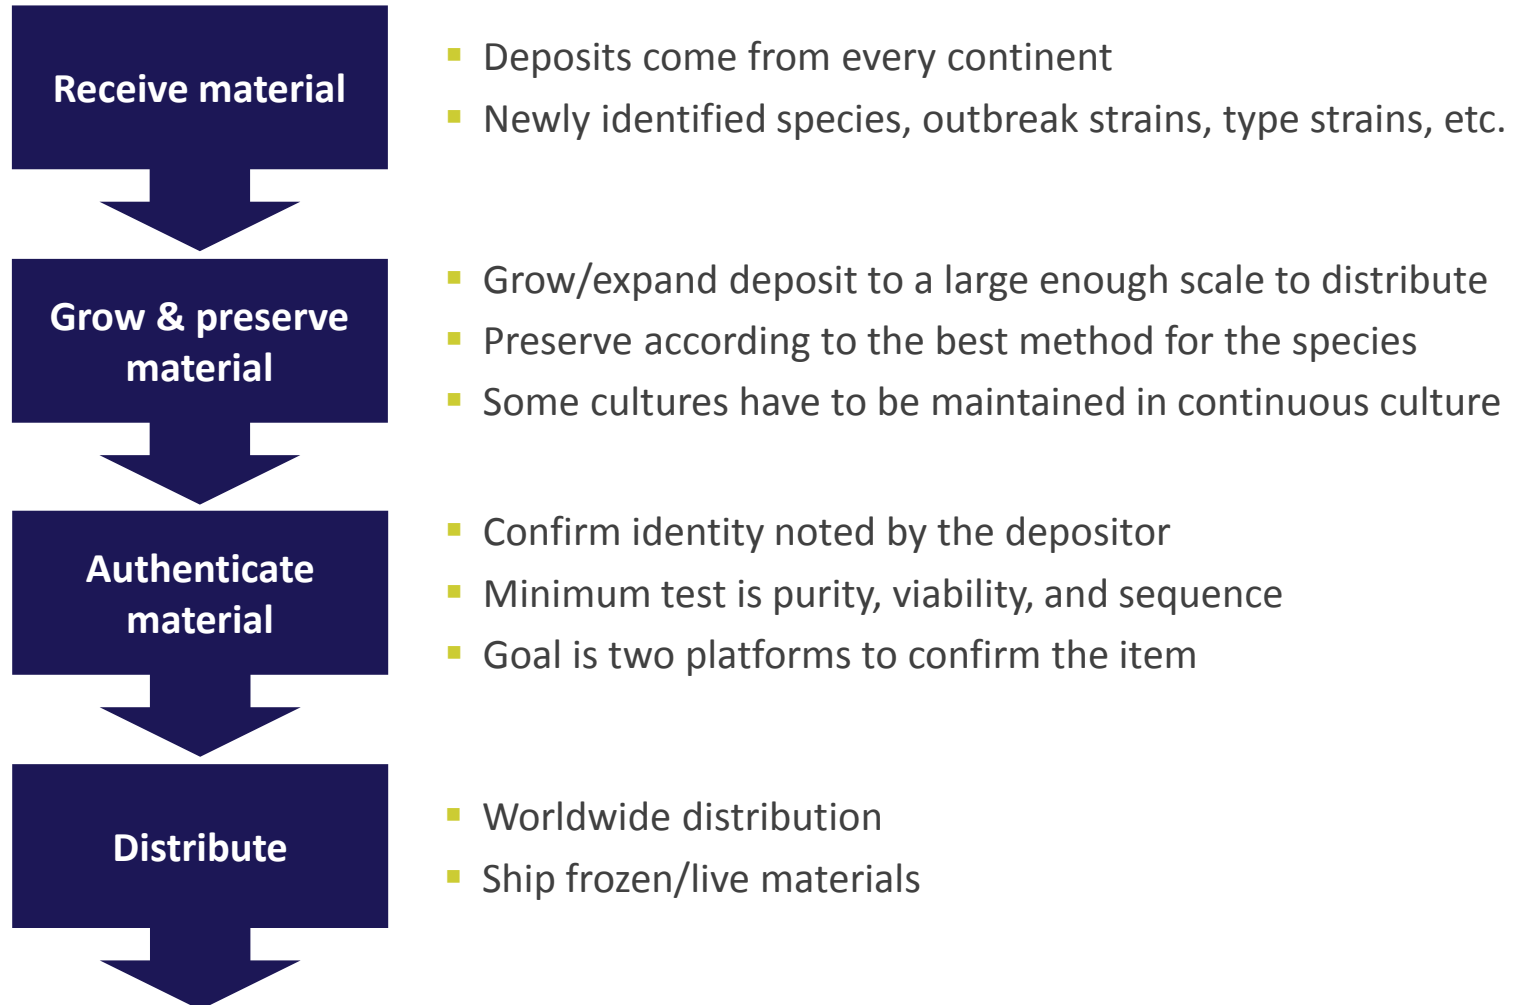 Receive material
Deposits come from every continent
Newly identified species, outbreak strains, type strains, etc.
Grow & preserve
material
Grow/expand deposit to a large enough scale to distribute
Preserve according to the best method for the species
Some cultures have to be maintained in continuous culture
Authenticate
material
Confirm identity noted by the depositor
Minimum test is purity, viability, and sequence
Goal is two platforms to confirm the item
Distribute
Worldwide distribution
Ship frozen/live materials